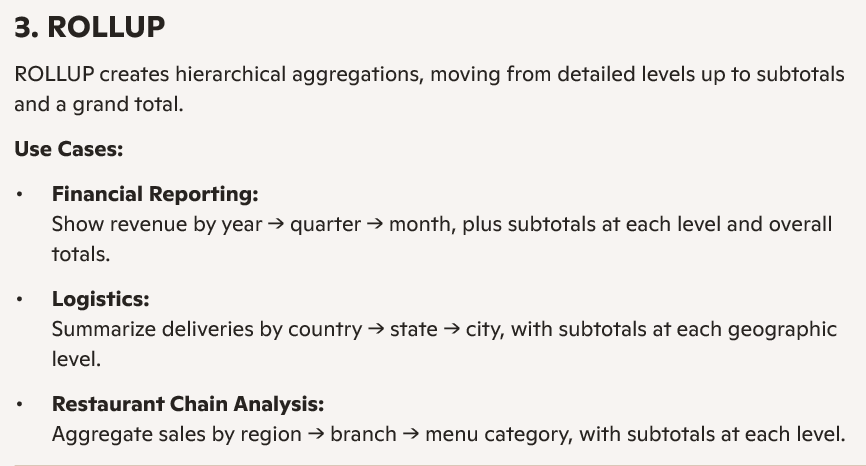 3. ROLLUP
ROLLUP creates hierarchical aggregations, moving from detailed levels up to subtotals
and a grand total.
Use Cases:
• Financial Reporting:
Show revenue by year → quarter → month, plus subtotals at each level and overall
totals.
• Logistics:
Summarize deliveries by country → state → city, with subtotals at each geographic
level.
• Restaurant Chain Analysis:
Aggregate sales by region → branch → menu category, with subtotals at each level.